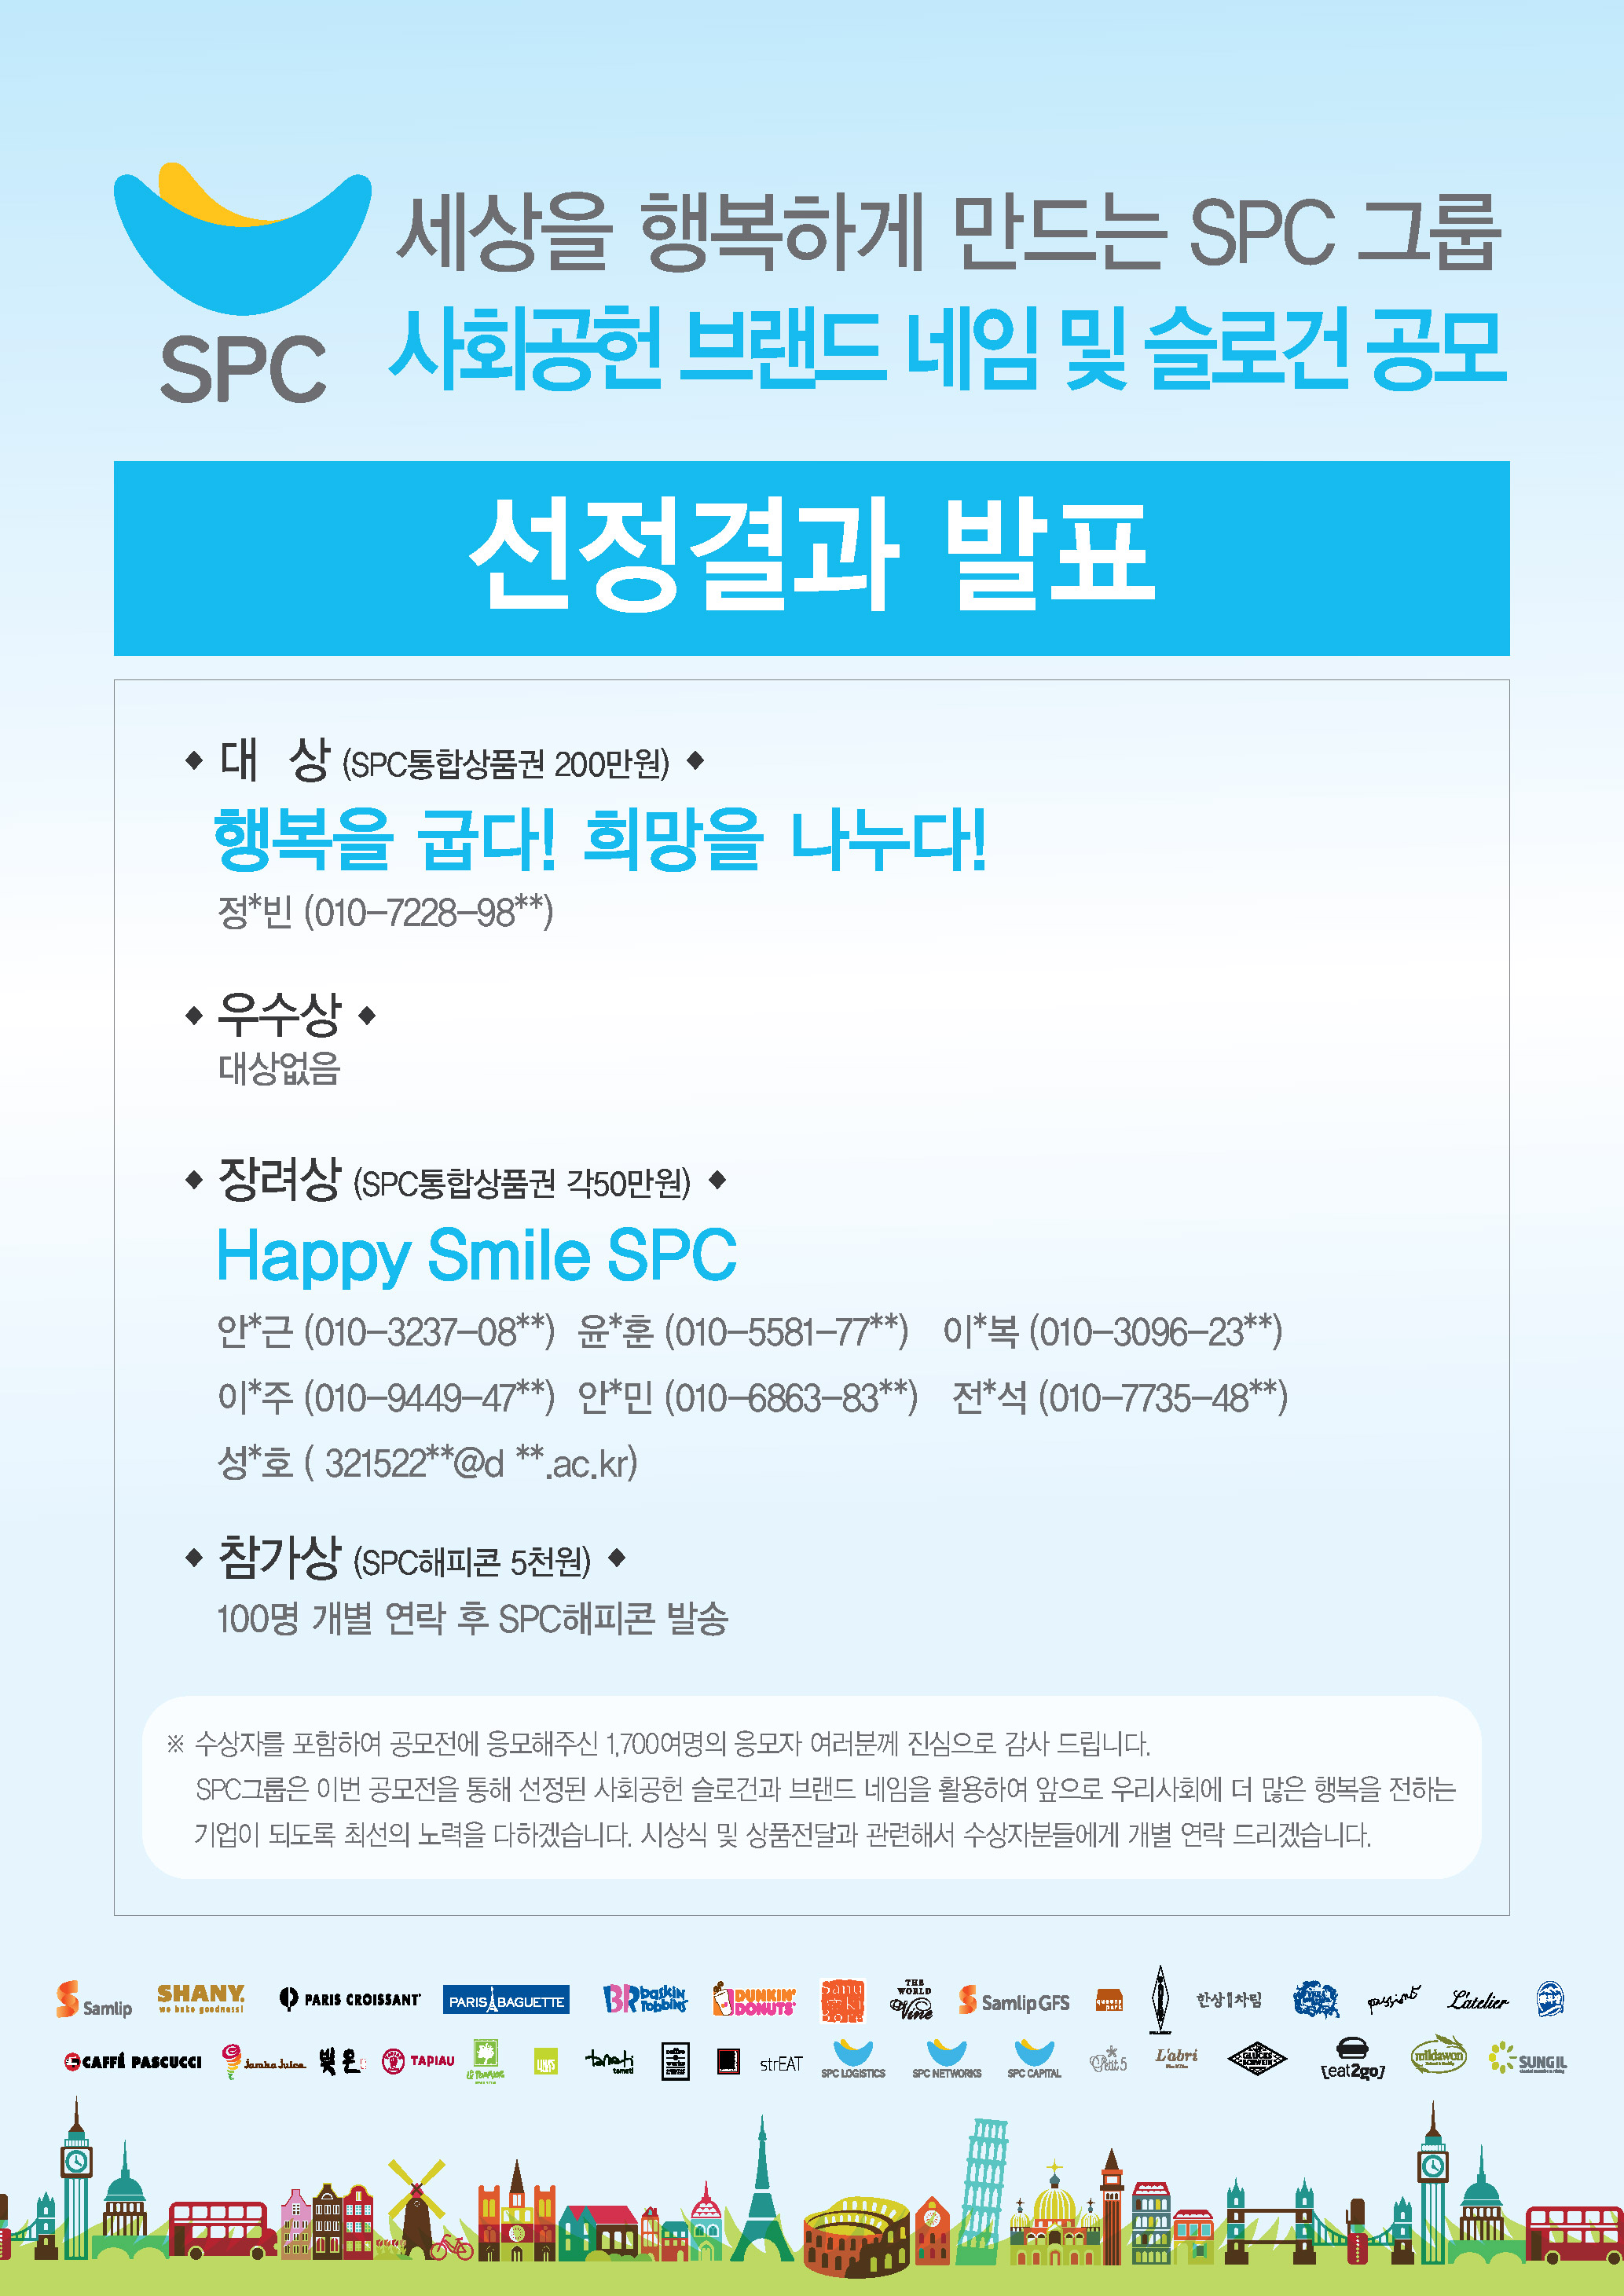 세상을 행복하게 만드는 SPC 그룹
SPC
사회공헌 브랜드 네임 및 슬로건 공모
선정결과 발표
◆ 대 상 (SPC통합상품권 200만원) ◆
행복을 굽다! 희망을 나누다!
정*빈 (010-7228-98**)
◆ 우수상 ◆
대상없음
◆ 장려상 (SPC통합상품권 각50만원) ◆
Happy Smile SPC
안*근 (010-3237-08**) 윤*훈 (010-5581-77**) 이*복 (010-3096-23**)
이*주 (010-9449-47**) 안*민 (010-6863-83**) 전*석 (010-7735-48**)
성*호 ( 321522**@d **.ac.kr)
◆ 참가상 (SPC해피콘 5천원) ◆
100명 개별 연락 후 SPC해피콘 발송
※ 수상자를 포함하여 공모전에 응모해주신 1,700여명의 응모자 여러분께 진심으로 감사 드립니다.
SPC그룹은 이번 공모전을 통해 선정된 사회공헌 슬로건과 브랜드 네임을 활용하여 앞으로 우리사회에 더 많은 행복을 전하는
기업이 되도록 최선의 노력을 다하겠습니다. 시상식 및 상품전달과 관련해서 수상자분들에게 개별 연락 드리겠습니다.
Samlip SHANY. we bake goodness! PARIS CROISSANT PARIS BAGUETTE BR baskin robbins DUNKIN' DONUTS THE WORLD Vine Samlip GFS 한상차림 passion5 L'atelier
CAFFÉ PASCUCCI Jamba Juice 빚은 TAPIAU tamati strEAT SPC LOGISTICS SPC NETWORKS SPC CAPITAL Petit 5 L'abri [eat2go] mildawon SUNGIL